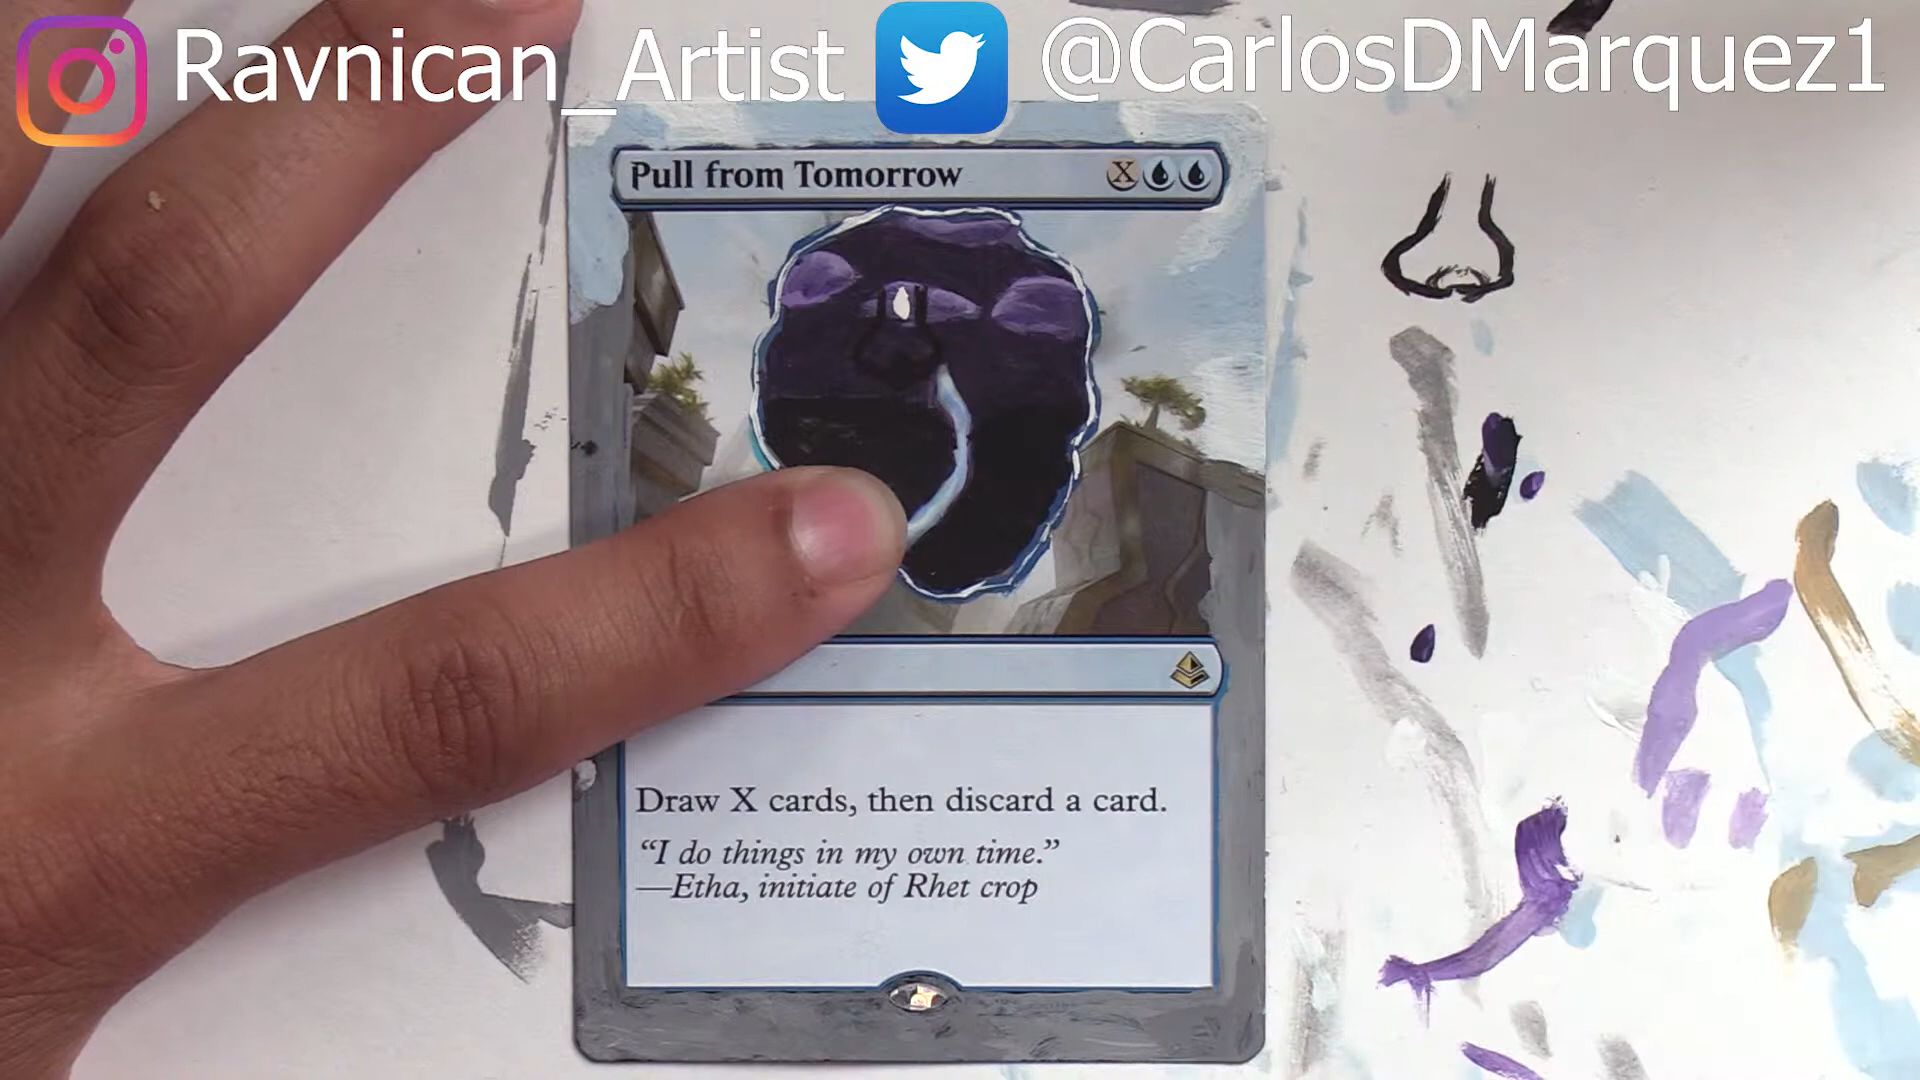 Ravnican_Artist @CarlosDMarquez1
Pull from Tomorrow X
Draw X cards, then discard a card.
“I do things in my own time.”
—Etha, initiate of Rhet crop